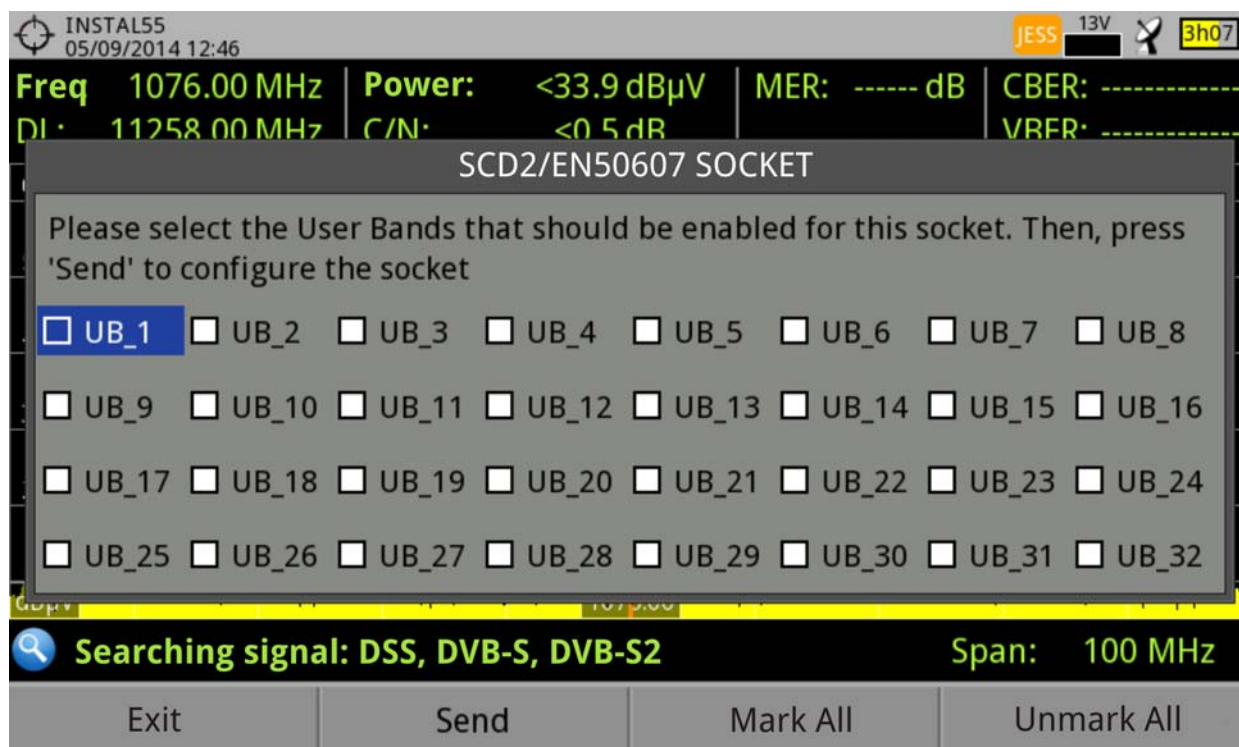 INSTAL55
05/09/2014 12:46
JESS 13V 3h07
Freq 1076.00 MHz Power: <33.9 dBµV MER: ------ dB CBER: -------------
DL: 11258.00 MHz C/N: <0.5 dB VBER: -------------
SCD2/EN50607 SOCKET
Please select the User Bands that should be enabled for this socket. Then, press
'Send' to configure the socket
UB_1 UB_2 UB_3 UB_4 UB_5 UB_6 UB_7 UB_8
UB_9 UB_10 UB_11 UB_12 UB_13 UB_14 UB_15 UB_16
UB_17 UB_18 UB_19 UB_20 UB_21 UB_22 UB_23 UB_24
UB_25 UB_26 UB_27 UB_28 UB_29 UB_30 UB_31 UB_32
dBµV
Searching signal: DSS, DVB-S, DVB-S2 Span: 100 MHz
Exit Send Mark All Unmark All